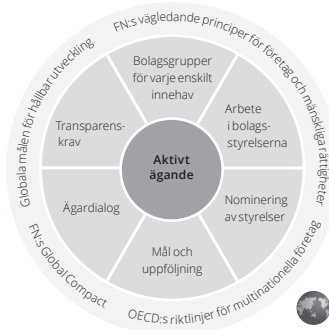 FN:s vägledande principer för företag och mänskliga rättigheter
Globala målen för hållbar utveckling
Bolagsgrupper
för varje enskilt
innehav
Arbete
i bolags-
styrelserna
Transparens-
krav
Aktivt
ägande
Ägardialog
Nominering
av styrelser
Mål och
uppföljning
FN:s Global Compact
OECD:s riktlinjer för multinationella företag